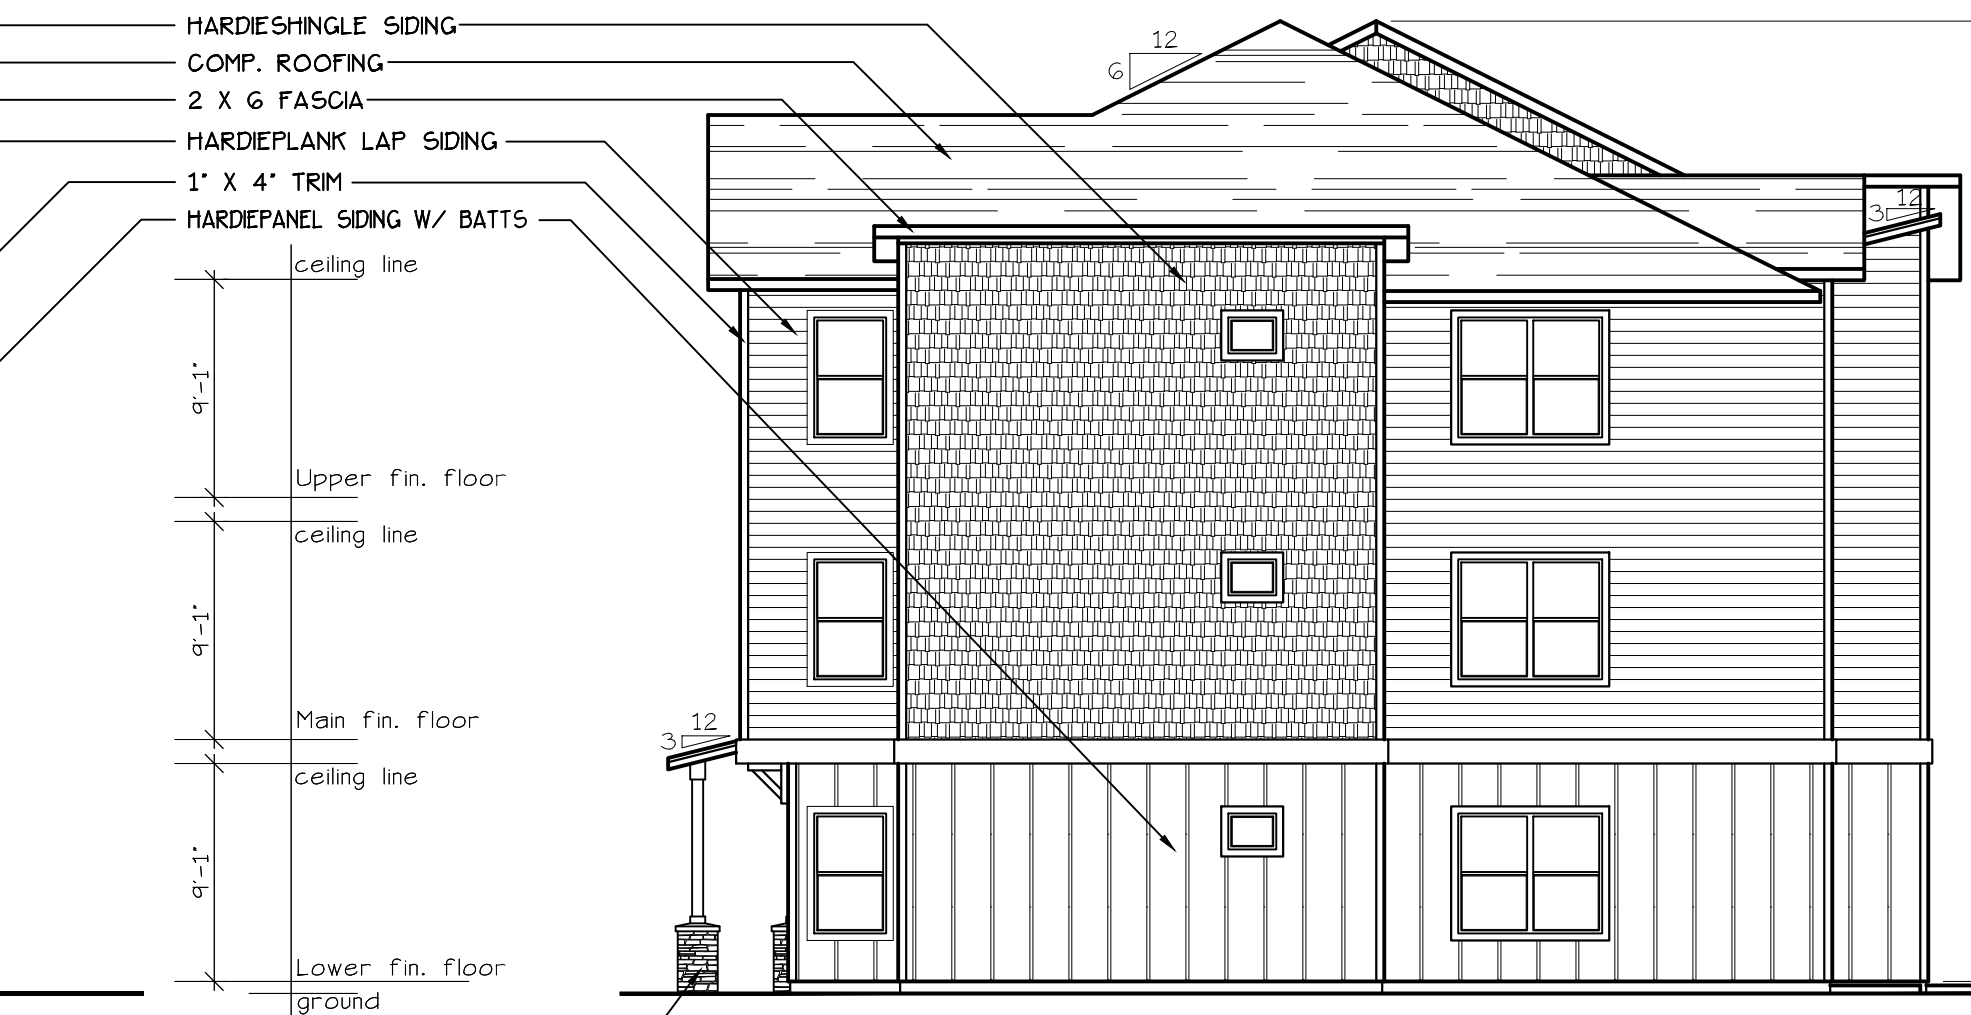 HARDIESHINGLE SIDING
COMP. ROOFING
2 X 6 FASCIA
HARDIEPLANK LAP SIDING
1" X 4" TRIM
HARDIEPANEL SIDING W/ BATTS
12
6
12
3
ceiling line
9'-1"
Upper fin. floor
ceiling line
9'-1"
Main fin. floor
12
3
ceiling line
9'-1"
Lower fin. floor
ground